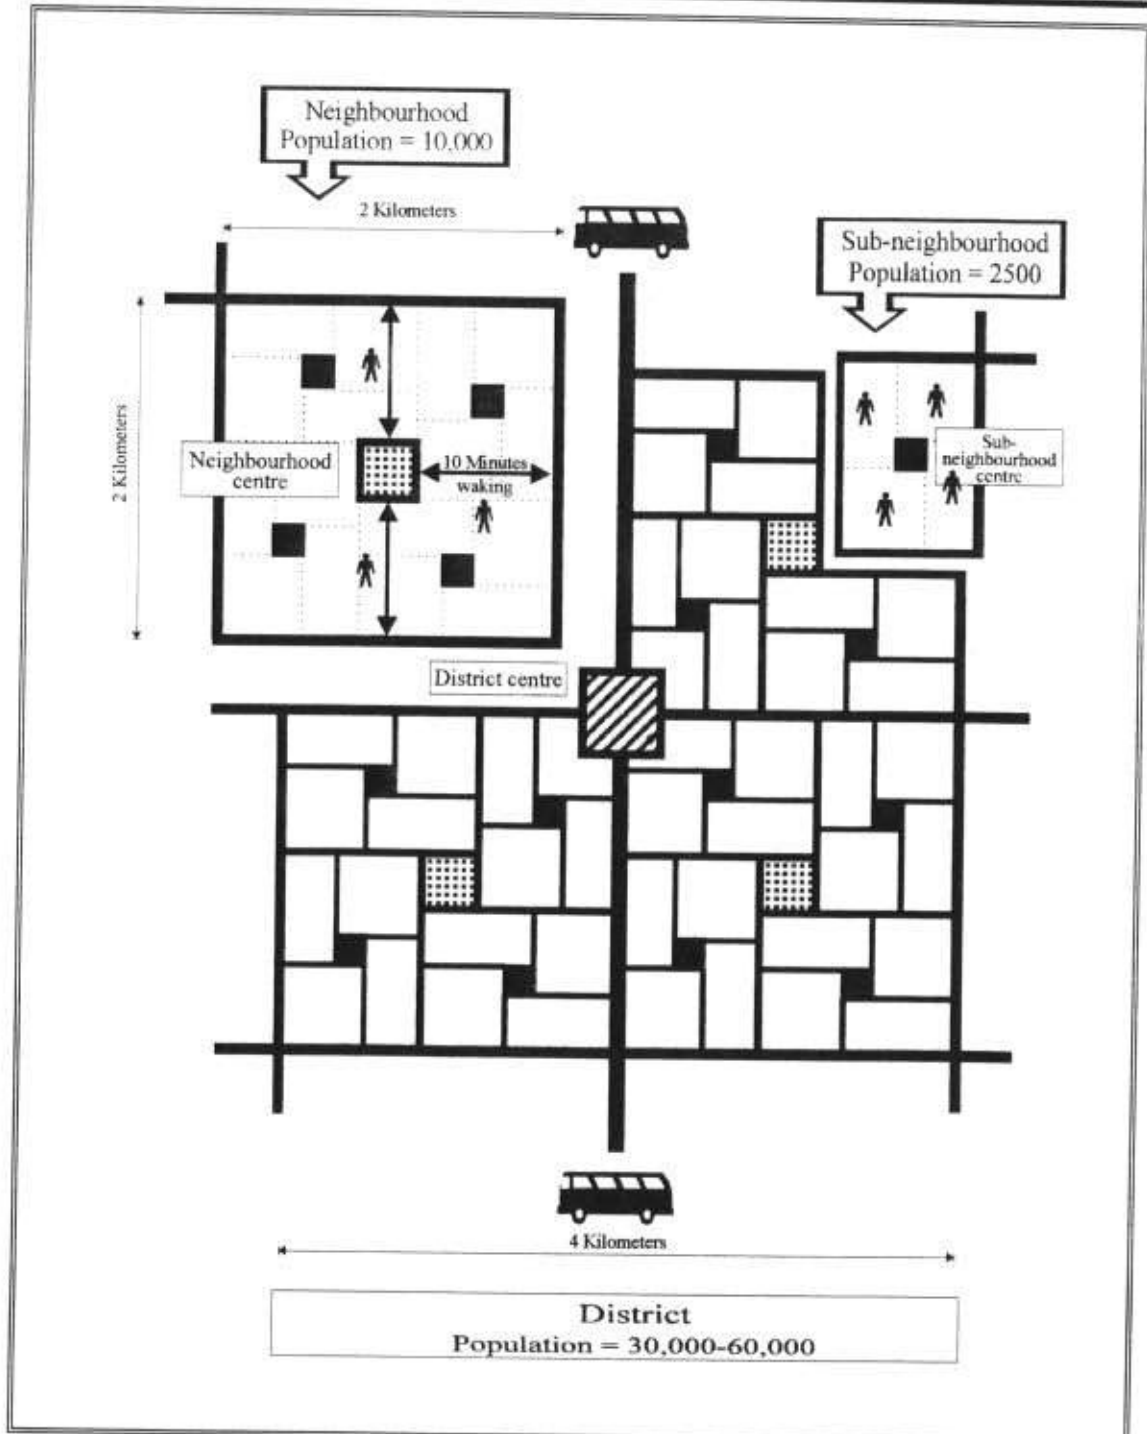 Neighbourhood
Population = 10,000
2 Kilometers
Sub-neighbourhood
Population = 2500
2 Kilometers
Neighbourhood
centre
10 Minutes
waking
Sub-
neighbourhood
centre
District centre
4 Kilometers
District
Population = 30,000-60,000